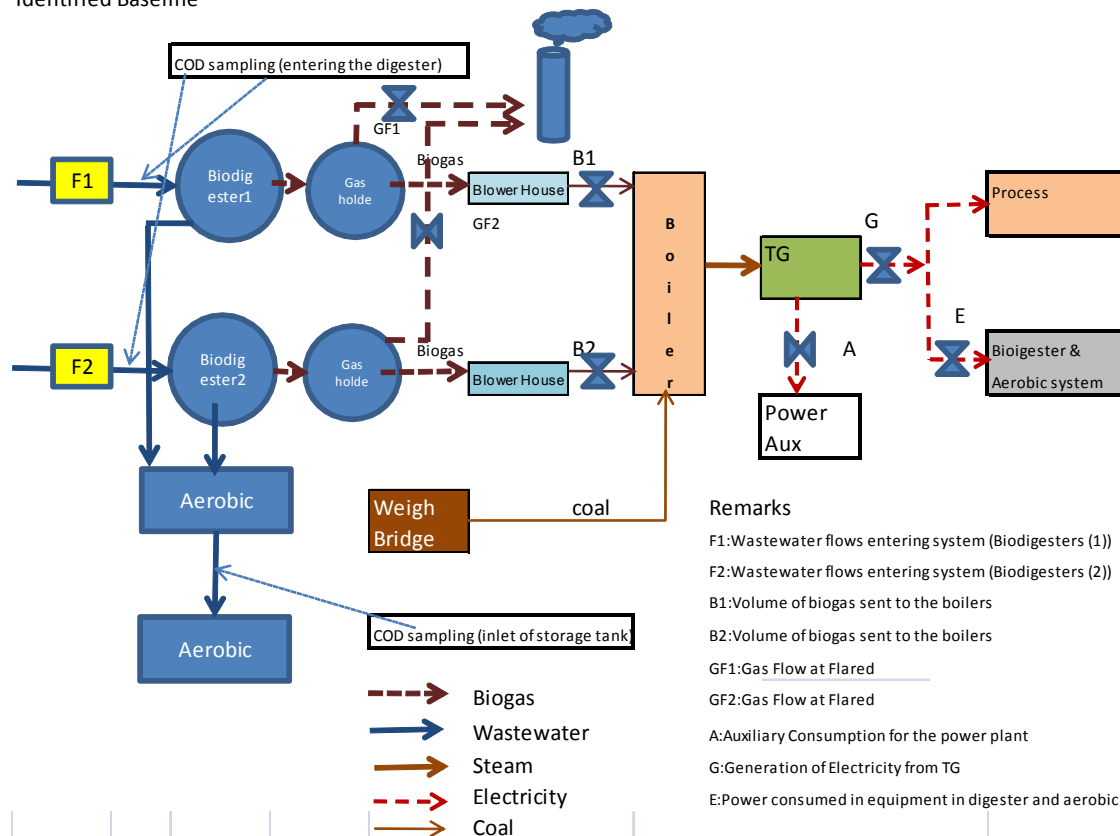 Identified Baseline
COD sampling (entering the digester)
GF1
F1
Biodig
ester1
Gas
holde
Biogas
Blower House
B1
GF2
F2
Biodig
ester2
Gas
holde
Biogas
Blower House
B2
B
o
i
l
e
r
TG
G
Process
E
Bioigester &
Aerobic system
A
Power
Aux
Aerobic
Aerobic
Weigh
Bridge
coal
COD sampling (inlet of storage tank)
Biogas
Wastewater
Steam
Electricity
Coal
Remarks
F1:Wastewater flows entering system (Biodigesters (1))
F2:Wastewater flows entering system (Biodigesters (2))
B1:Volume of biogas sent to the boilers
B2:Volume of biogas sent to the boilers
GF1:Gas Flow at Flared
GF2:Gas Flow at Flared
A:Auxiliary Consumption for the power plant
G:Generation of Electricity from TG
E:Power consumed in equipment in digester and aerobic